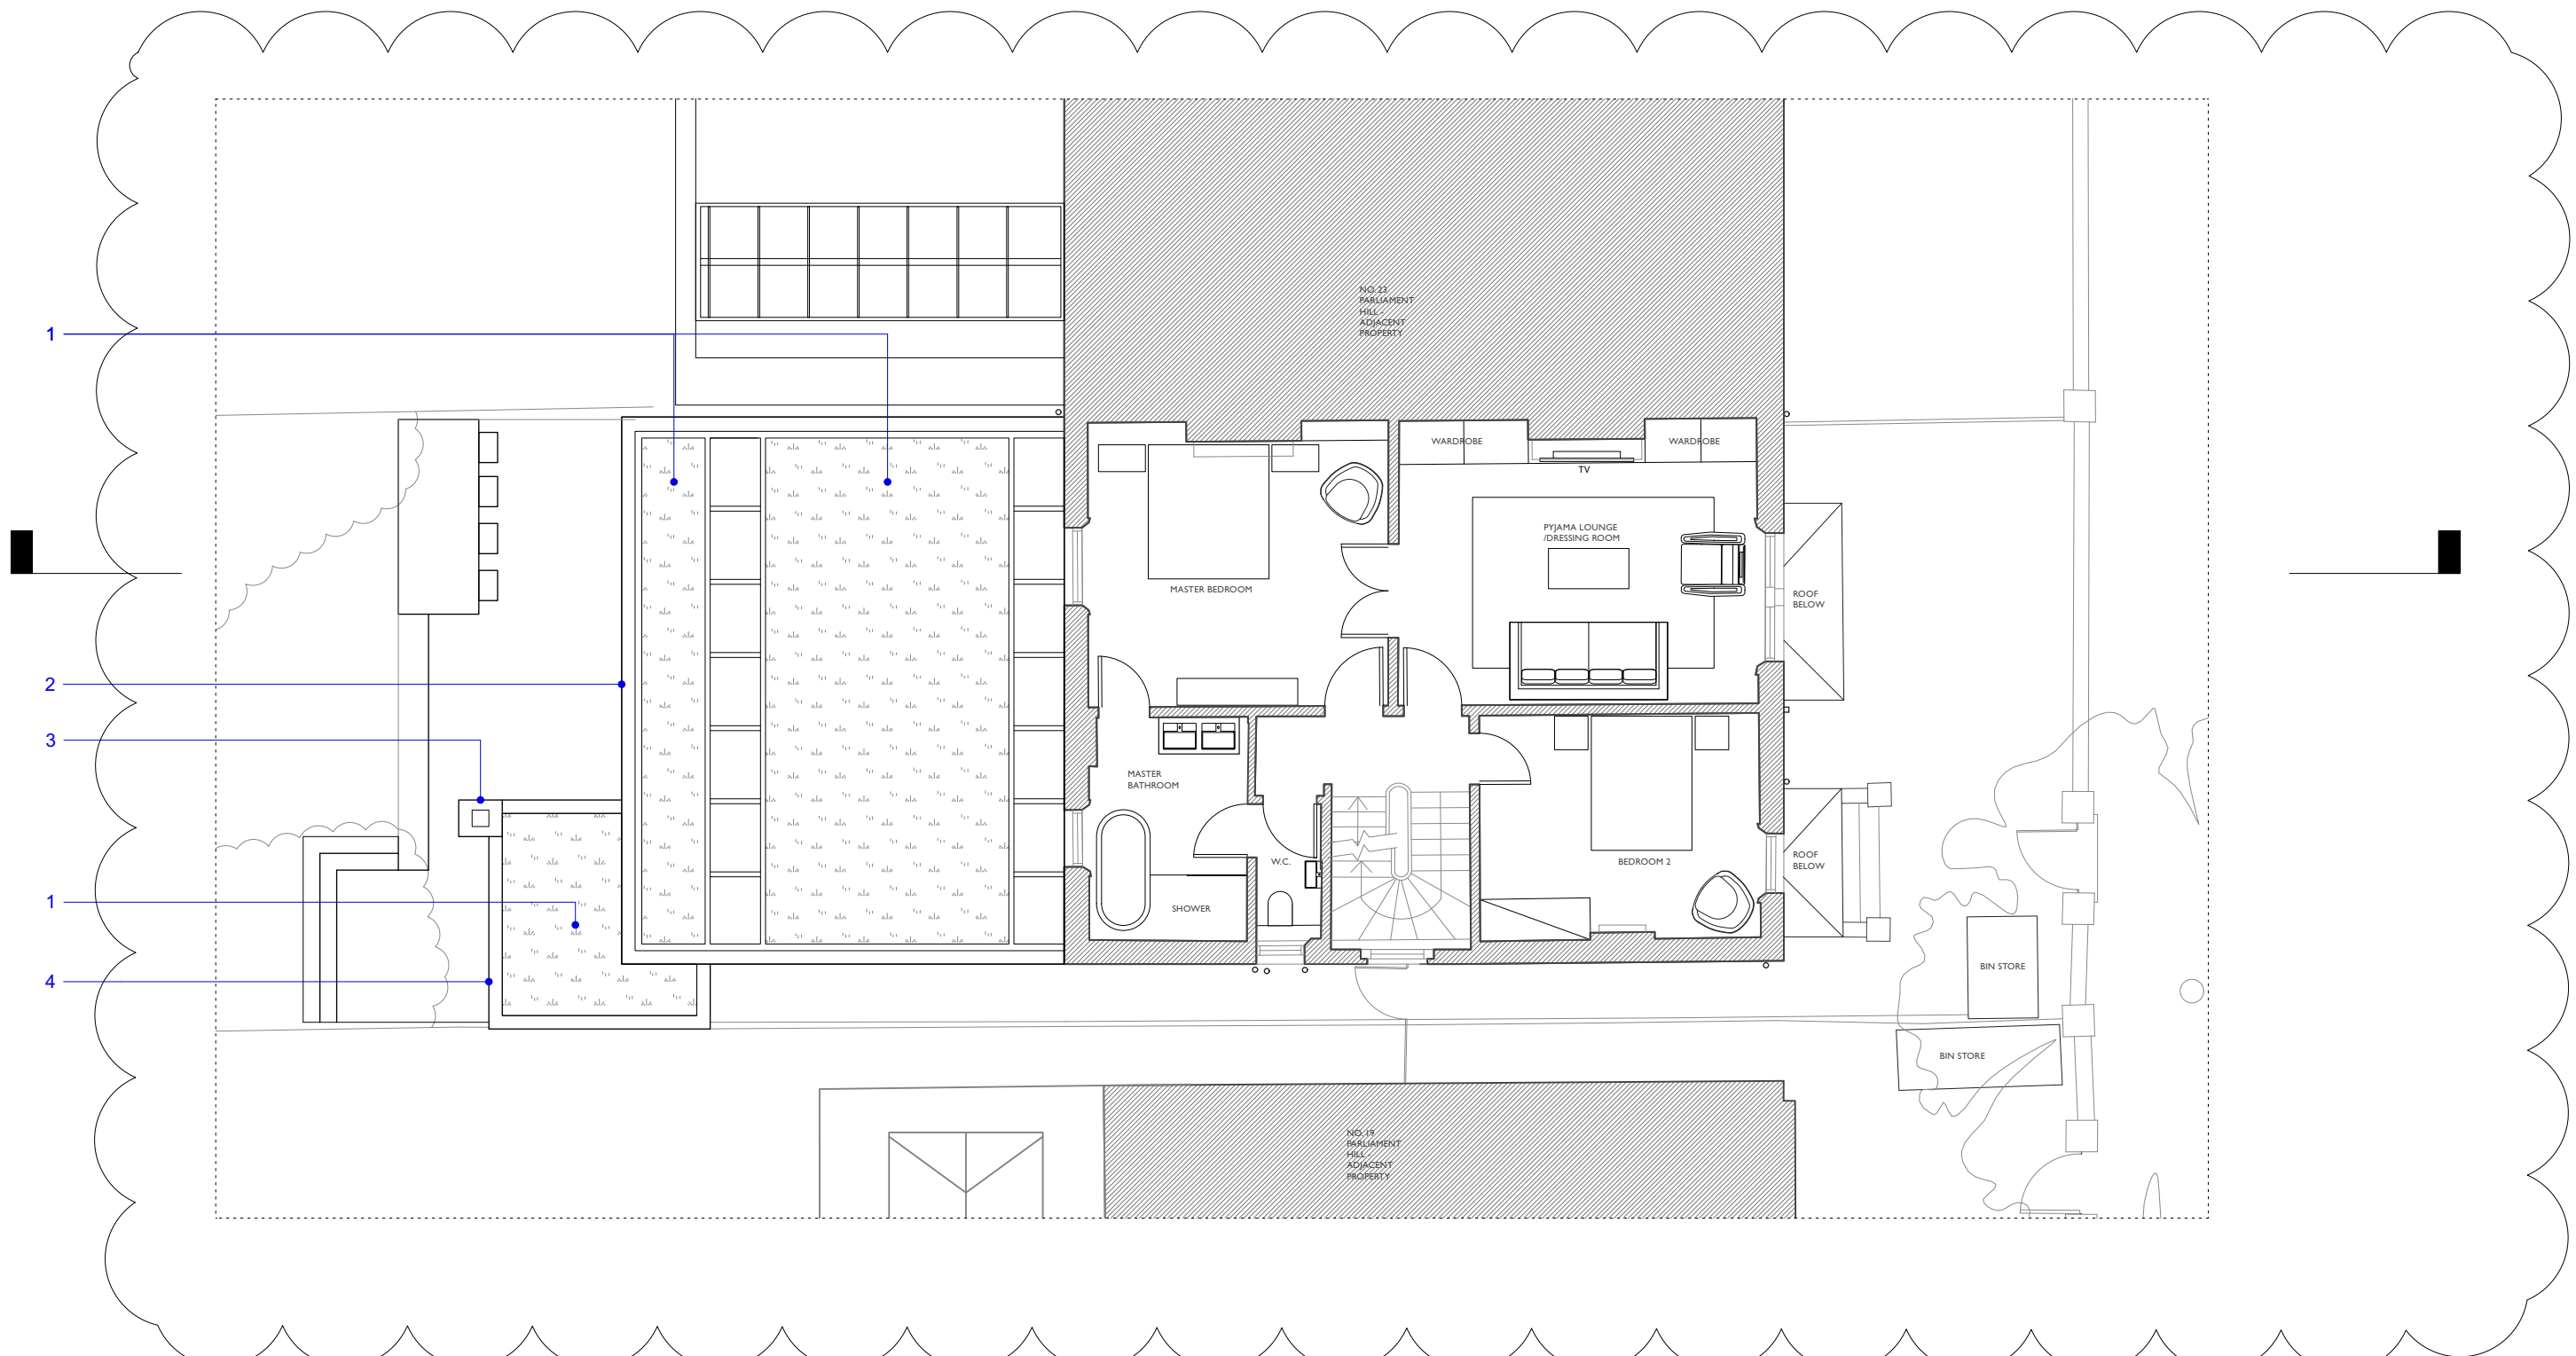 NO. 23
PARLIAMENT
HILL -
ADJACENT
PROPERTY
1
WARDROBE
WARDROBE
TV
PYJAMA LOUNGE
/DRESSING ROOM
MASTER BEDROOM
ROOF
BELOW
2
3
MASTER
BATHROOM
W.C.
BEDROOM 2
ROOF
BELOW
1
SHOWER
4
BIN STORE
BIN STORE
NO. 19
PARLIAMENT
HILL -
ADJACENT
PROPERTY